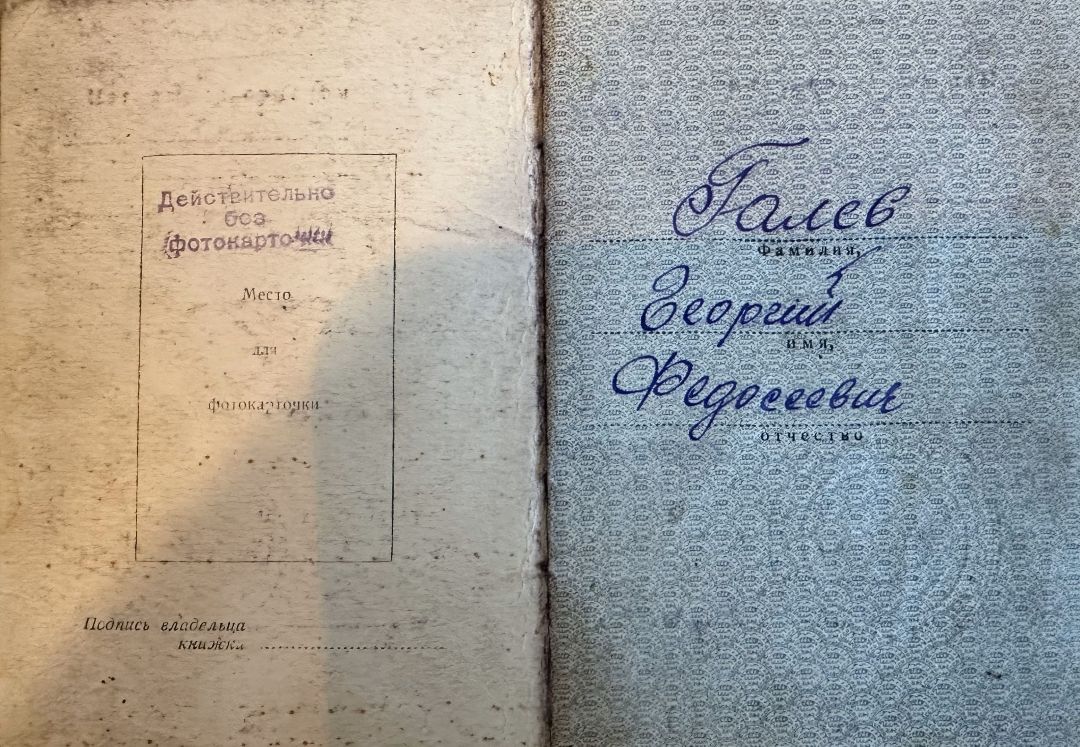 Действительно
без
фотокарточки
Место
для
фотокарточки
Подпись владельца
книжки
Галев
Фамилия,
Георгий
имя,
Федосеевич
отчество